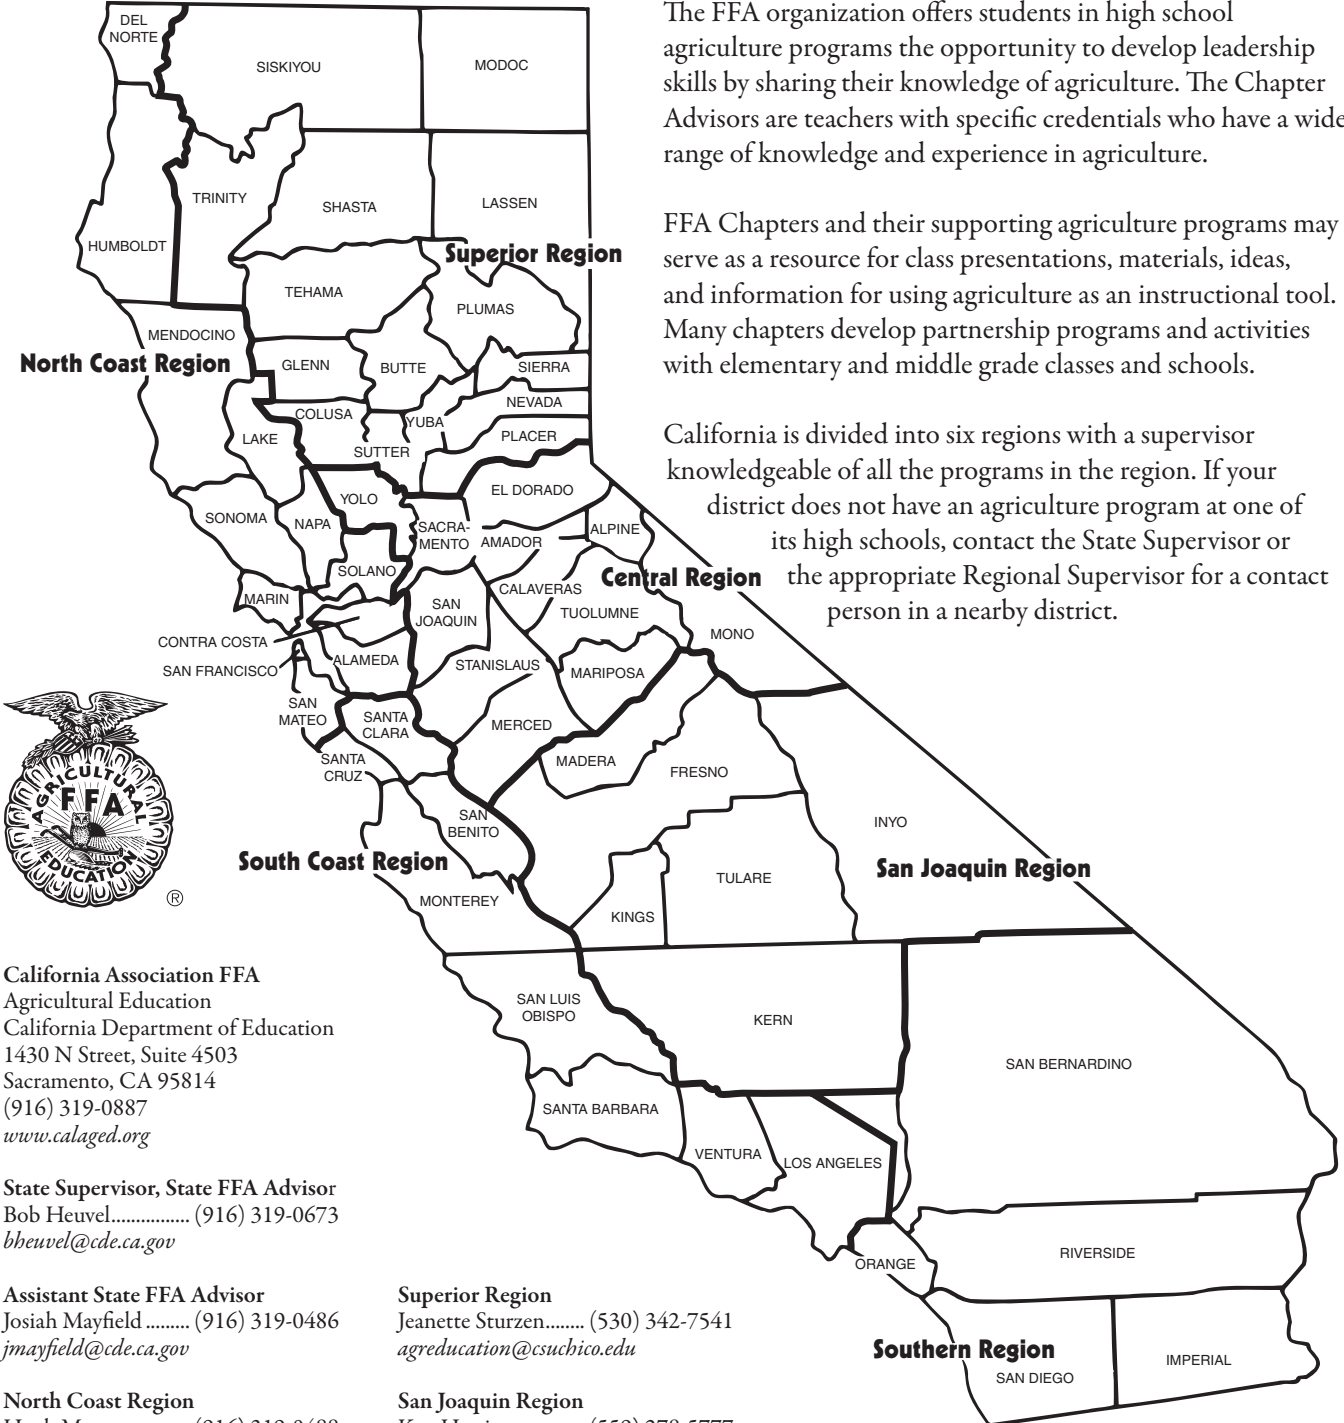 The FFA organization offers students in high school
agriculture programs the opportunity to develop leadership
skills by sharing their knowledge of agriculture. The Chapter
Advisors are teachers with specific credentials who have a wide
range of knowledge and experience in agriculture.
FFA Chapters and their supporting agriculture programs may
serve as a resource for class presentations, materials, ideas,
and information for using agriculture as an instructional tool.
Many chapters develop partnership programs and activities
with elementary and middle grade classes and schools.
California is divided into six regions with a supervisor
knowledgeable of all the programs in the region. If your
district does not have an agriculture program at one of
its high schools, contact the State Supervisor or
the appropriate Regional Supervisor for a contact
person in a nearby district.
DEL
NORTE
SISKIYOU
MODOC
TRINITY
SHASTA
LASSEN
HUMBOLDT
Superior Region
TEHAMA
PLUMAS
MENDOCINO
North Coast Region
GLENN
BUTTE
SIERRA
NEVADA
COLUSA
YUBA
LAKE
PLACER
SUTTER
YOLO
EL DORADO
SONOMA
NAPA
SACRA-
MENTO
AMADOR
ALPINE
SOLANO
Central Region
CALAVERAS
MARIN
SAN
JOAQUIN
TUOLUMNE
CONTRA COSTA
MONO
SAN FRANCISCO
ALAMEDA
STANISLAUS
MARIPOSA
SAN
MATEO
SANTA
CLARA
MERCED
SANTA
CRUZ
MADERA
FRESNO
SAN
BENITO
INYO
South Coast Region
San Joaquin Region
TULARE
MONTEREY
KINGS
SAN LUIS
OBISPO
KERN
SAN BERNARDINO
SANTA BARBARA
VENTURA
LOS ANGELES
ORANGE
RIVERSIDE
Southern Region
SAN DIEGO
IMPERIAL
AGRICULTURAL
FFA
EDUCATION
®
California Association FFA
Agricultural Education
California Department of Education
1430 N Street, Suite 4503
Sacramento, CA 95814
(916) 319-0887
www.calaged.org
State Supervisor, State FFA Advisor
Bob Heuvel................ (916) 319-0673
bheuvel@cde.ca.gov
Assistant State FFA Advisor
Josiah Mayfield ......... (916) 319-0486
jmayfield@cde.ca.gov
North Coast Region
Superior Region
Jeanette Sturzen........ (530) 342-7541
agreducation@csuchico.edu
San Joaquin Region